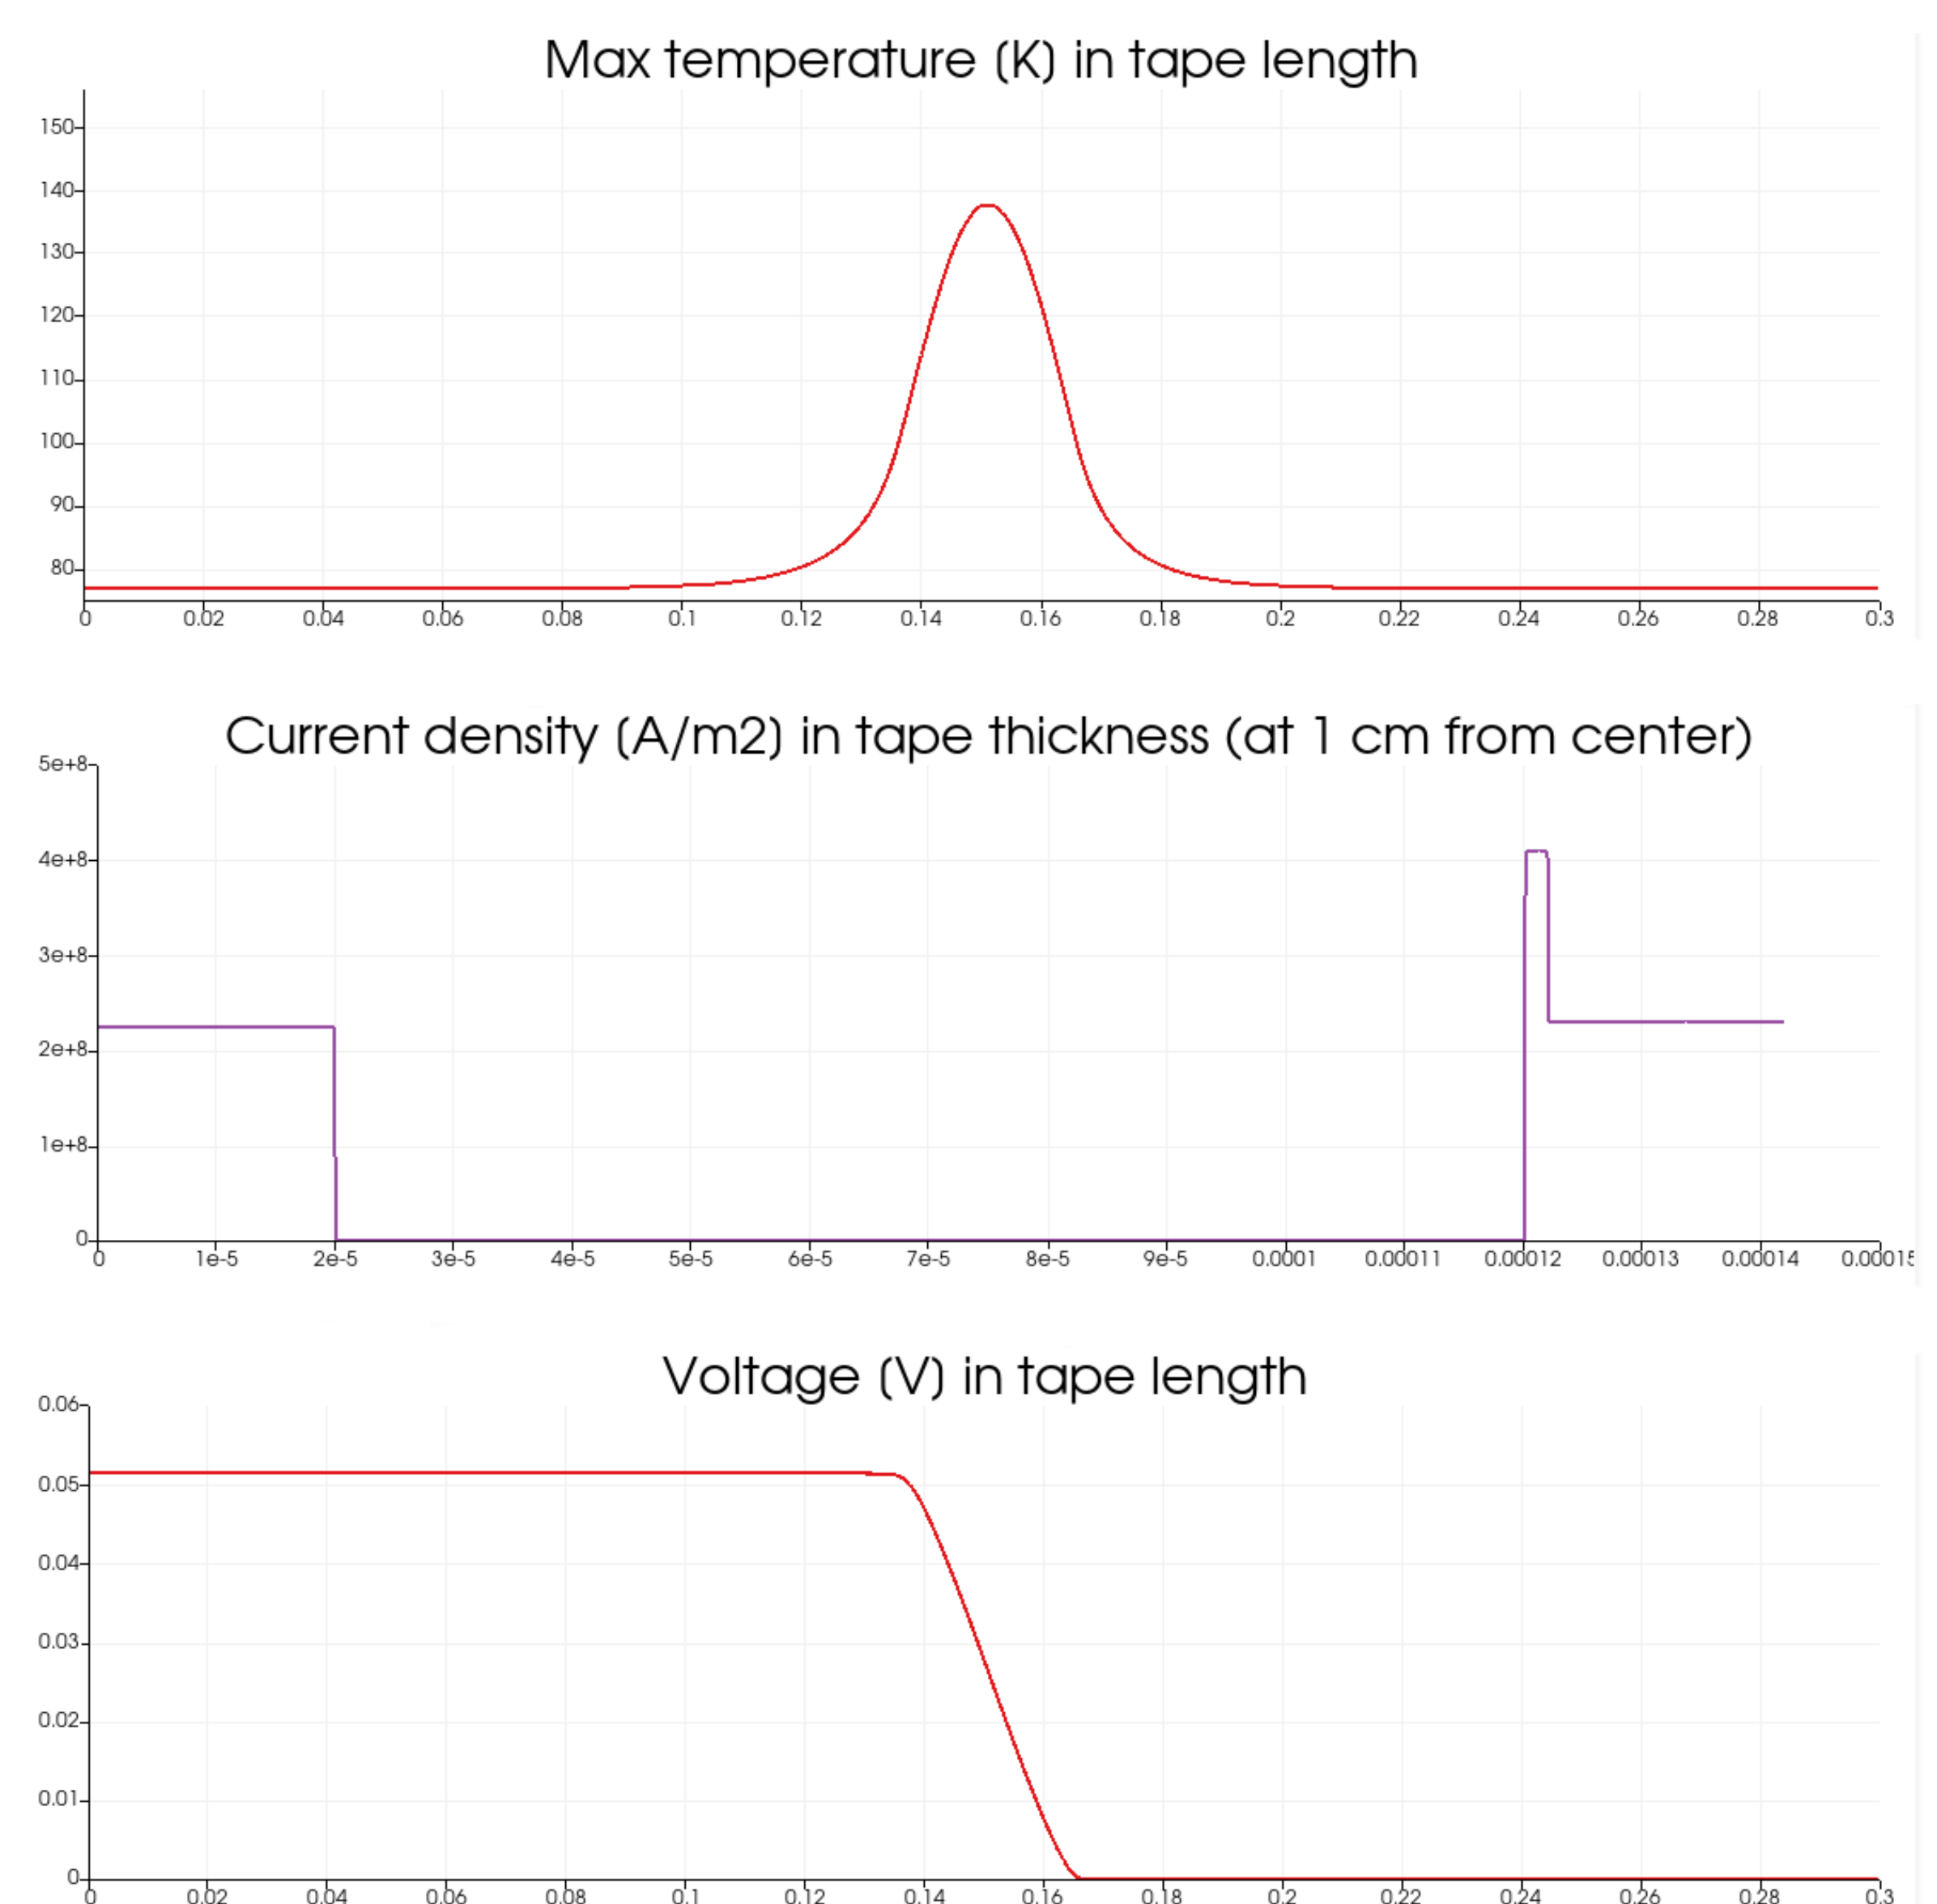 Max temperature (K) in tape length
150
140
130
120
110
100
90
80
0 0.02 0.04 0.06 0.08 0.1 0.12 0.14 0.16 0.18 0.2 0.22 0.24 0.26 0.28 0.3
Current density (A/m2) in tape thickness (at 1 cm from center)
5e+8
4e+8
3e+8
2e+8
1e+8
0
0 1e-5 2e-5 3e-5 4e-5 5e-5 6e-5 7e-5 8e-5 9e-5 0.0001 0.00011 0.00012 0.00013 0.00014 0.00015
Voltage (V) in tape length
0.06
0.05
0.04
0.03
0.02
0.01
0
0 0.02 0.04 0.06 0.08 0.1 0.12 0.14 0.16 0.18 0.2 0.22 0.24 0.26 0.28 0.3